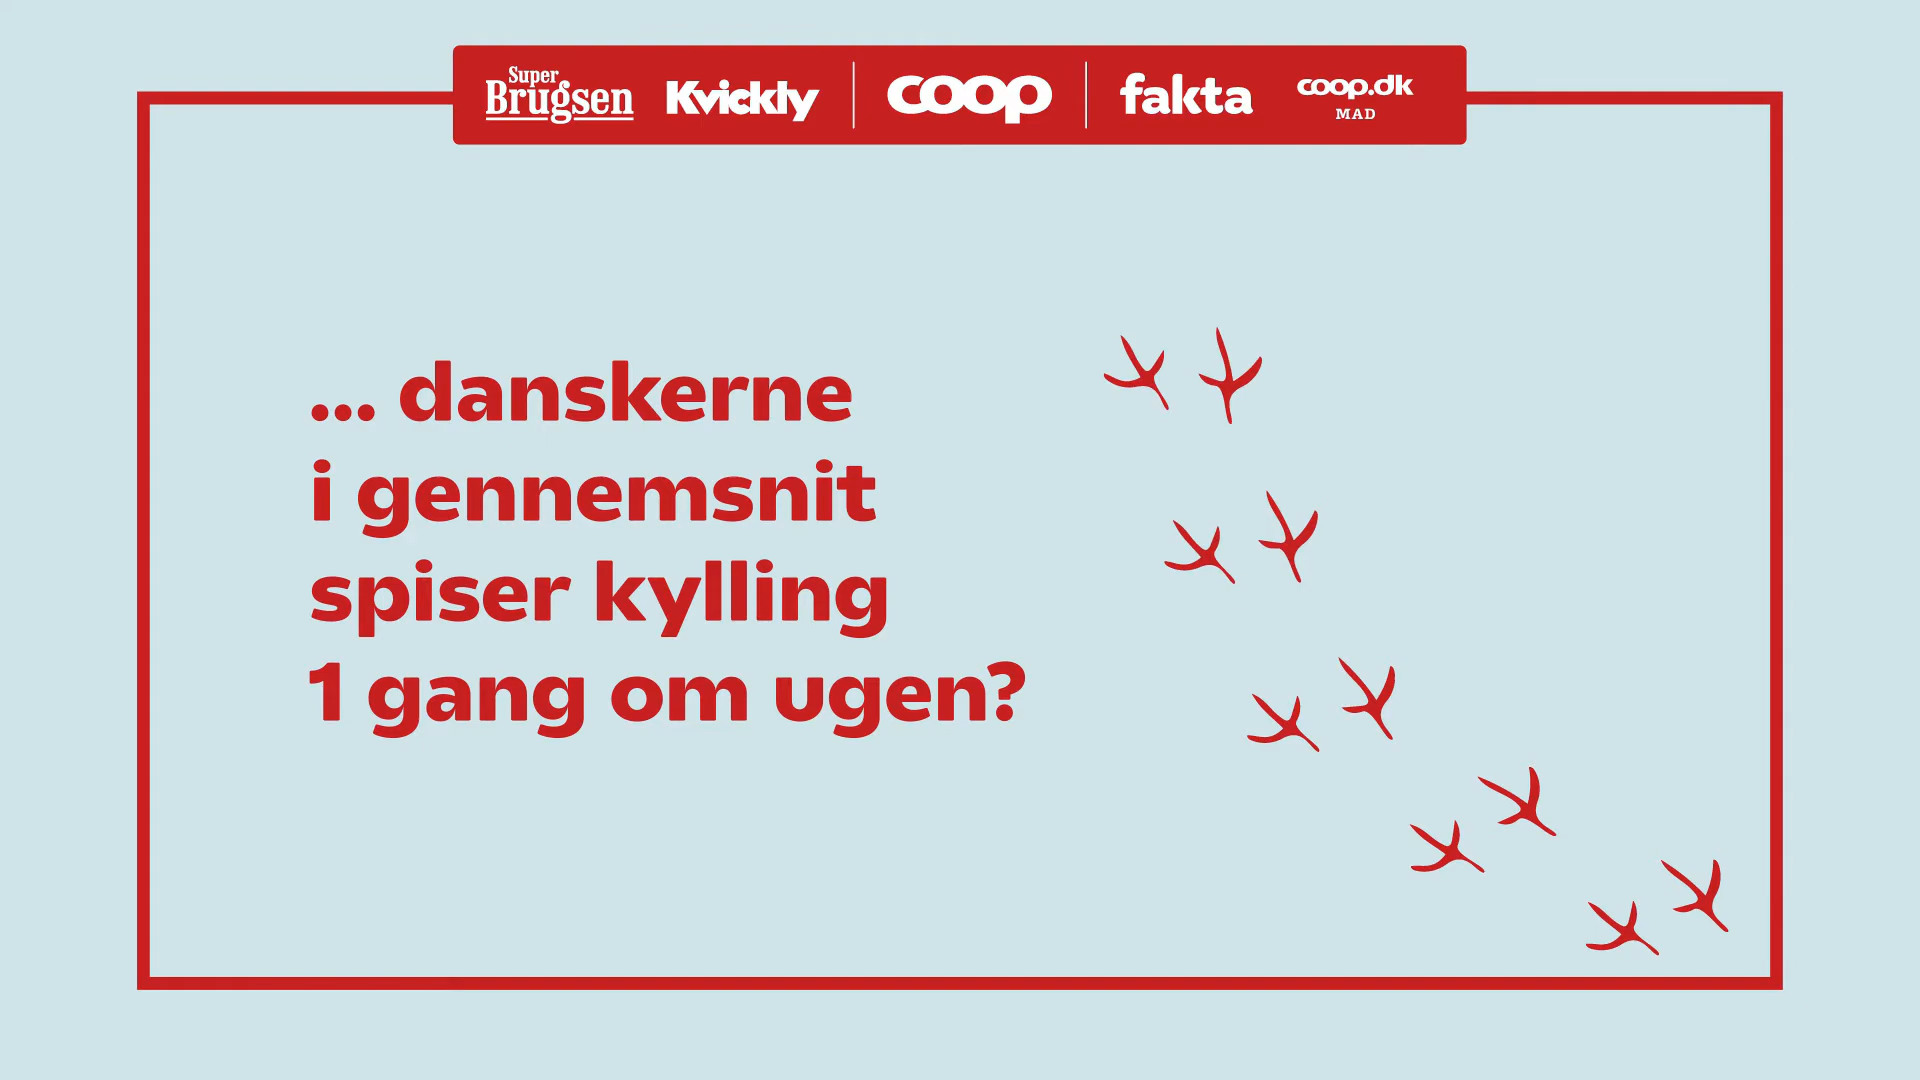 Super
Brugsen
Kvickly
coop
fakta
coop.dk
MAD
... danskerne
i gennemsnit
spiser kylling
1 gang om ugen?